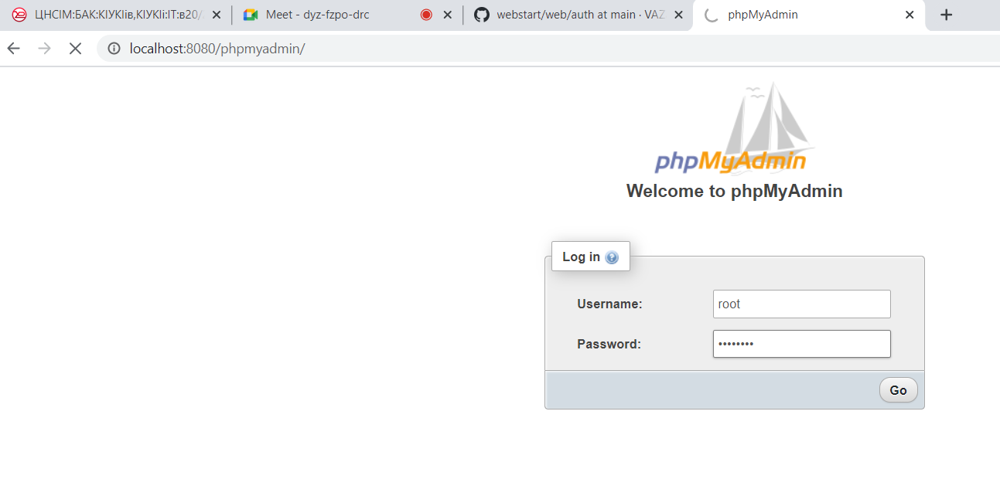 ЦНСІМ:БАК:КІУКІів,КІУКІі:ІТ:в20/
Meet - dyz-fzpo-drc
webstart/web/auth at main · VAZ
phpMyAdmin
localhost:8080/phpmyadmin/
phpMyAdmin
Welcome to phpMyAdmin
Log in
Username:
root
Password:
••••••••
Go